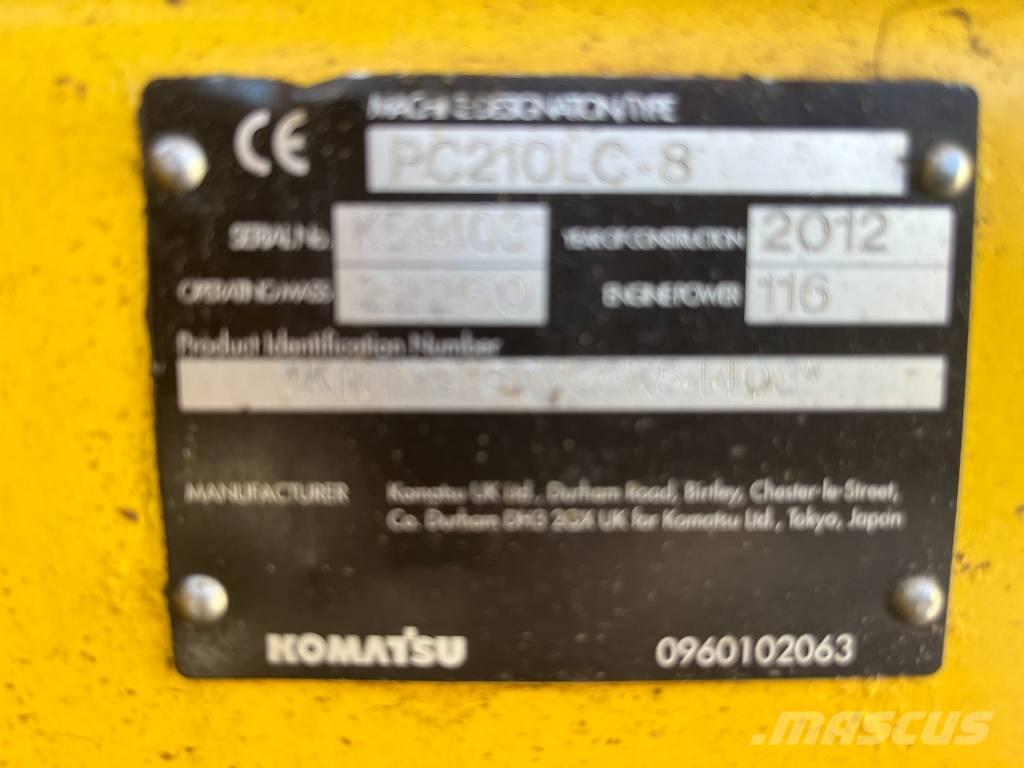 CE
MACHINE DESIGNATION/TYPE
PC210LC-8
SERIAL No. K54403 YEAR OF CONSTRUCTION 2012
OPERATING MASS ENGINE POWER 116
Product Identification Number
MANUFACTURER Komatsu UK Ltd., Durham Road, Birtley, Chester-le-Street,
Co. Durham DH3 2QX UK for Komatsu Ltd., Tokyo, Japan
KOMATSU 0960102063
MASCUS